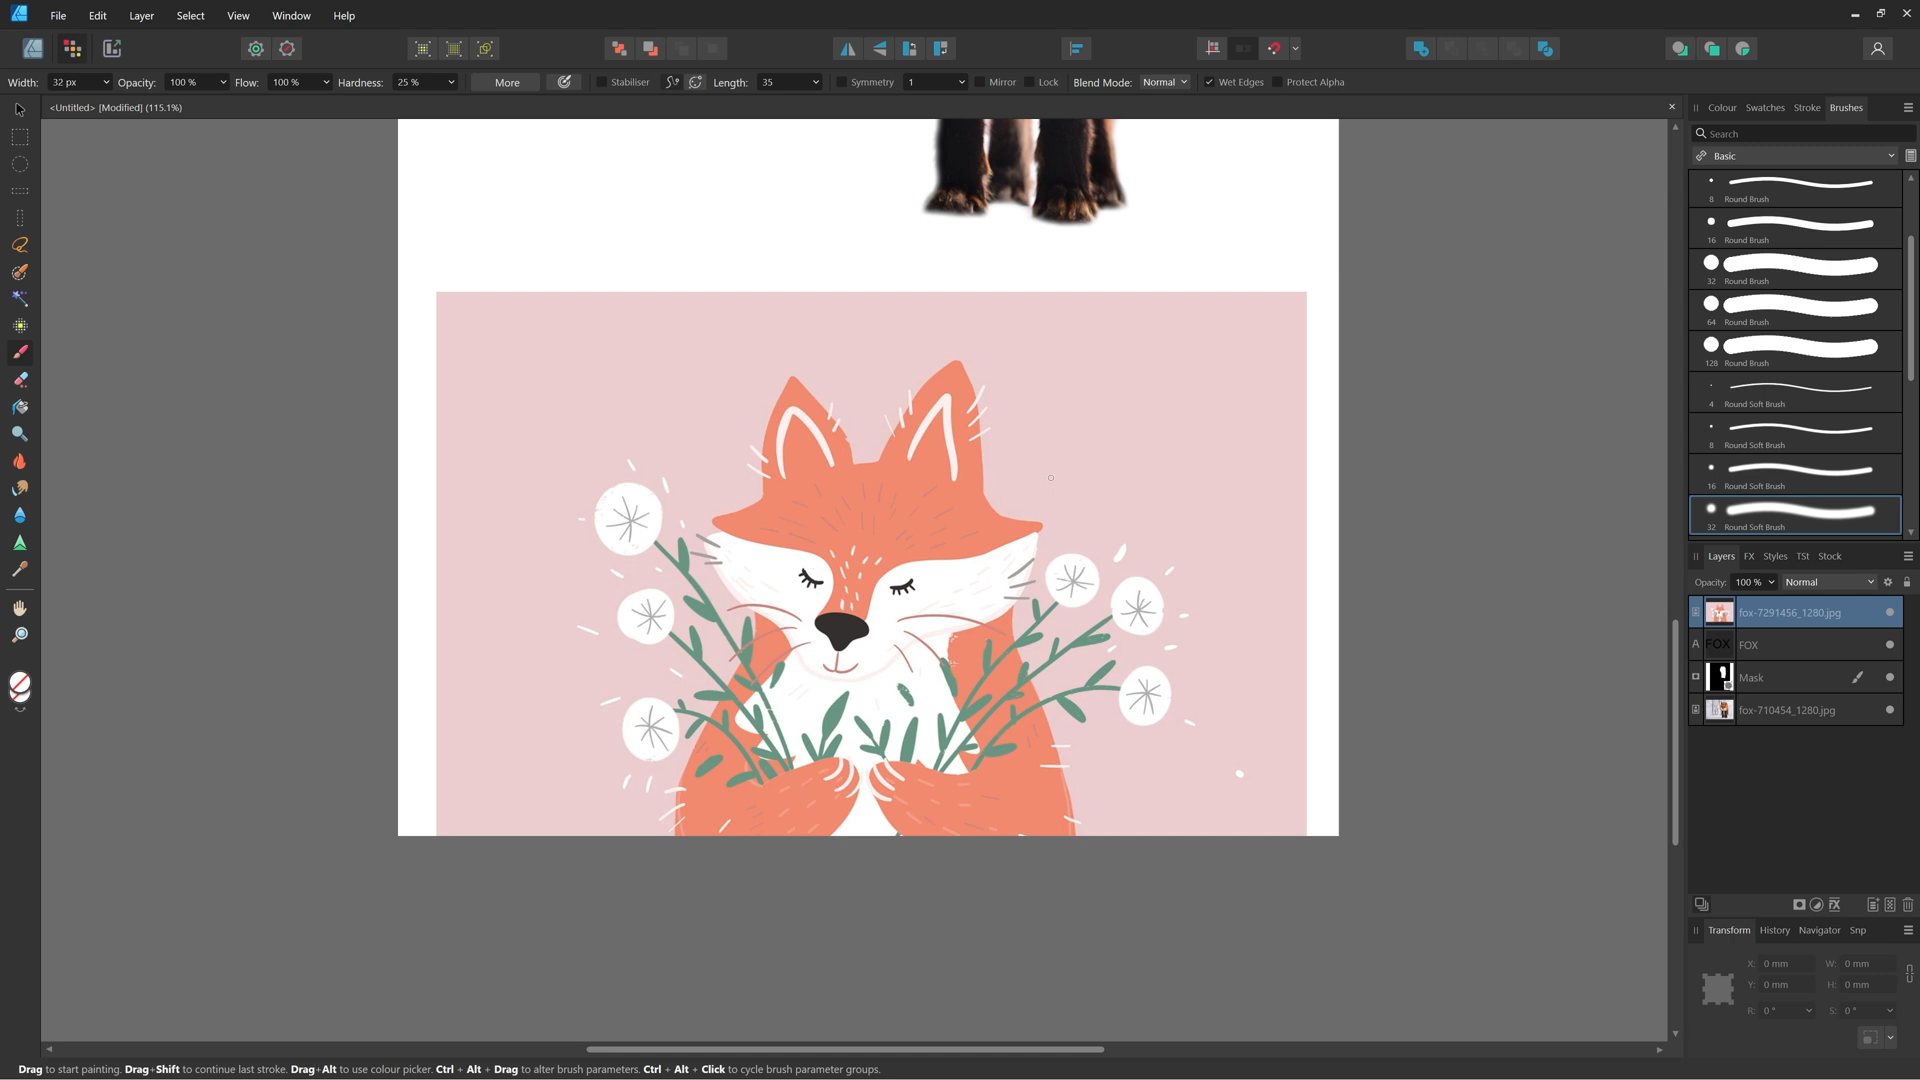 File Edit Layer Select View Window Help
Width: 32 px Opacity: 100 % Flow: 100 % Hardness: 25 % More Stabiliser Length: 35 Symmetry 1 Mirror Lock Blend Mode: Normal Wet Edges Protect Alpha
<Untitled> [Modified] (115.1%)
Colour Swatches Stroke Brushes
Search
Basic
8 Round Brush
16 Round Brush
32 Round Brush
64 Round Brush
128 Round Brush
4 Round Soft Brush
8 Round Soft Brush
16 Round Soft Brush
32 Round Soft Brush
Layers FX Styles TSt Stock
Opacity: 100 % Normal
fox-7291456_1280.jpg
A FOX FOX
Mask
fox-710454_1280.jpg
Transform History Navigator Snp
X: 0 mm W: 0 mm
Y: 0 mm H: 0 mm
R: 0 ° S: 0 °
Drag to start painting. Drag+Shift to continue last stroke. Drag+Alt to use colour picker. Ctrl + Alt + Drag to alter brush parameters. Ctrl + Alt + Click to cycle brush parameter groups.